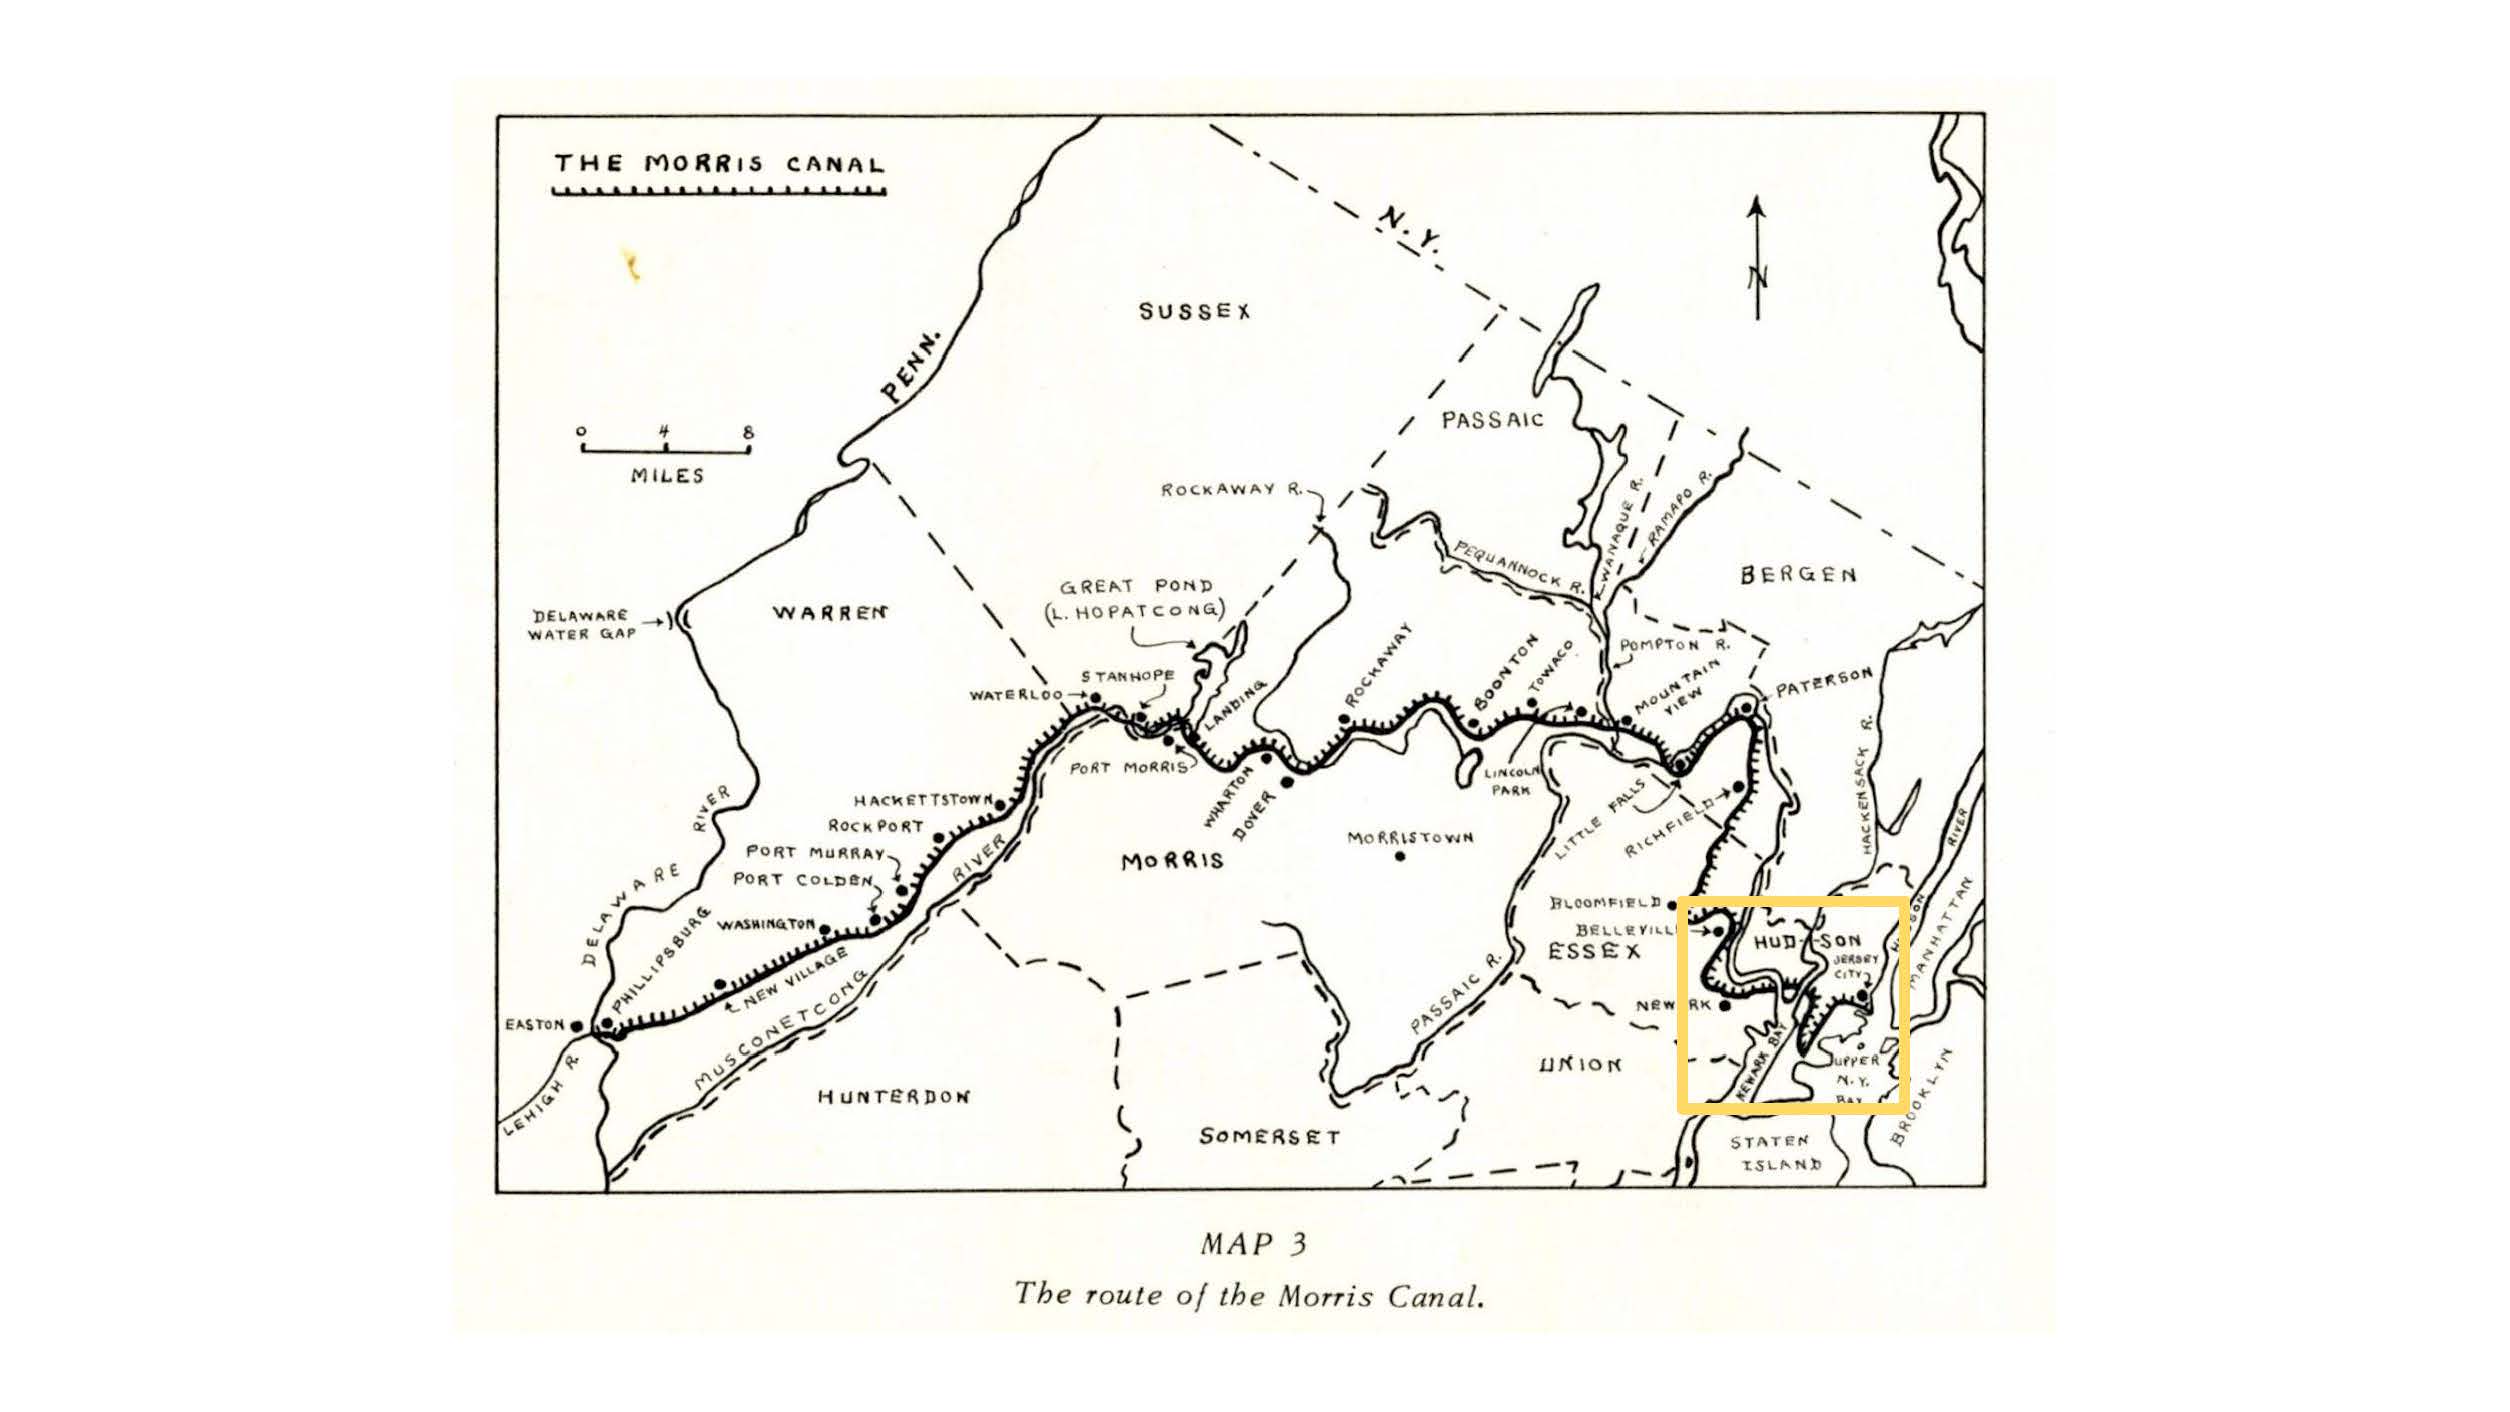 THE MORRIS CANAL
N.Y.
N
SUSSEX
PENN.
0 4 8
MILES
PASSAIC
ROCKAWAY R.
WANAQUE R.
RAMAPO R.
PEQUANNOCK R.
BERGEN
GREAT POND
(L. HOPATCONG)
DELAWARE
WATER GAP
WARREN
STANHOPE
WATERLOO
LANDING
ROCKAWAY
BOONTON
TOWACO
POMPTON R.
MOUNTAIN
VIEW
PATERSON
HACKENSACK R.
PORT MORRIS
WHARTON
DOVER
LINCOLN
PARK
LITTLE FALLS
RICHFIELD
HACKETTSTOWN
ROCKPORT
PORT MURRAY
PORT COLDEN
WASHINGTON
RIVER
DELAWARE
MORRIS
MORRISTOWN
HUDSON
RIVER
MANHATTAN
BLOOMFIELD
BELLEVILLE
ESSEX
HUDSON
JERSEY
CITY
NEWARK
PHILLIPSBURG
NEW VILLAGE
MUSCONETCONG
RIVER
EASTON
LEHIGH R.
PASSAIC R.
UNION
NEWARK BAY
UPPER
N.Y.
BAY
BROOKLYN
HUNTERDON
SOMERSET
STATEN
ISLAND
MAP 3
The route of the Morris Canal.